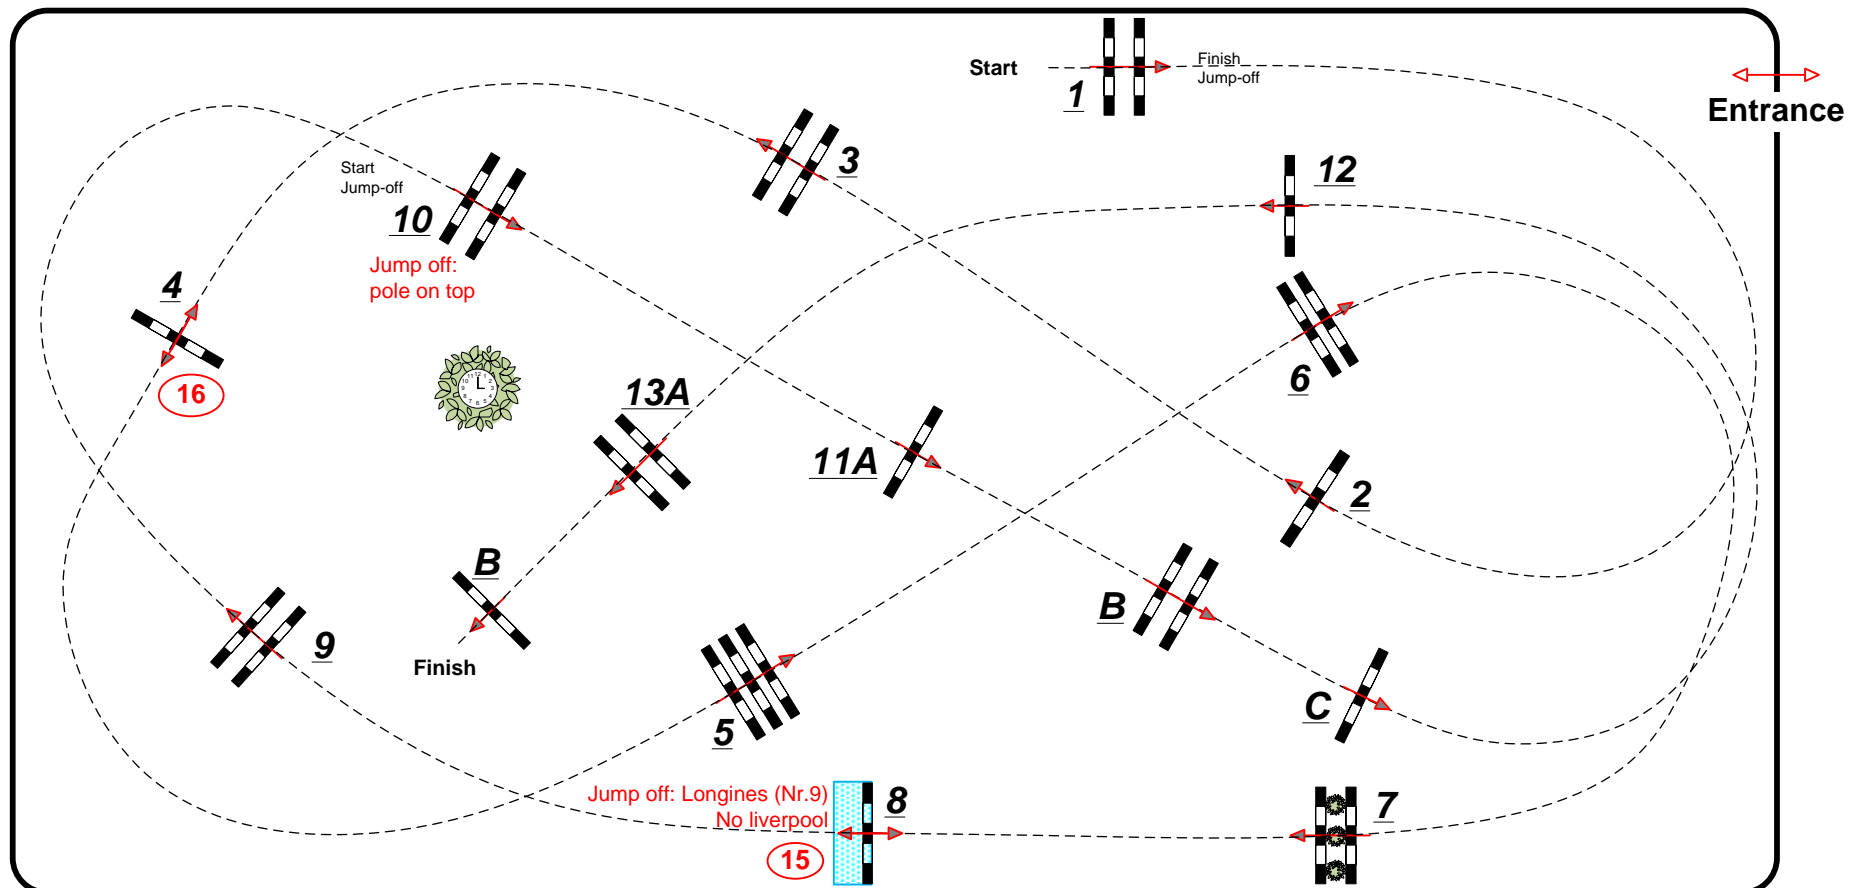 Start
Finish
Jump-off
1
Entrance
3
12
Start
Jump-off
10
Jump off:
pole on top
4
16
6
13A
11A
2
B
B
9
Finish
5
C
Jump off: Longines (Nr.9)
No liverpool
8
7
15